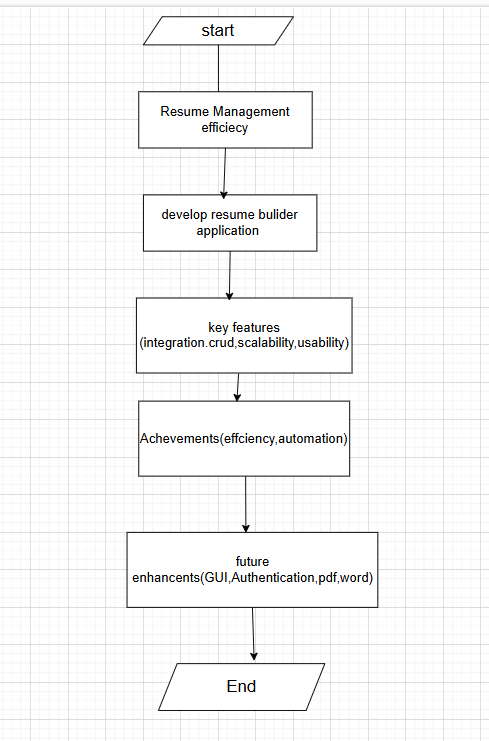 start
Resume Management
efficiecy
develop resume bulider
application
key features
(integration.crud,scalability,usability)
Achevements(effciency,automation)
future
enhancents(GUI,Authentication,pdf,word)
End